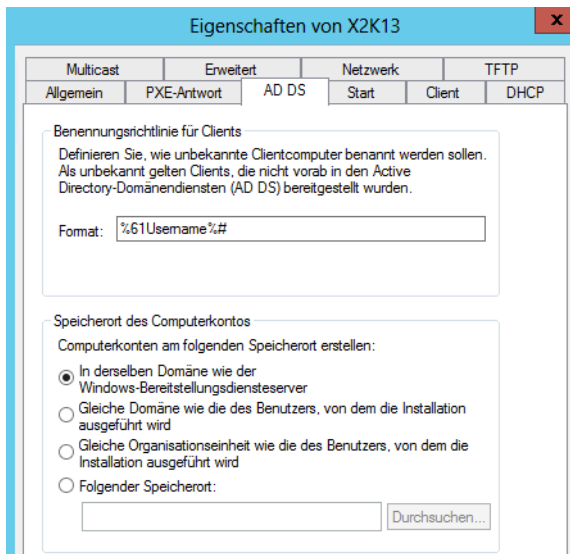 Eigenschaften von X2K13
x
Multicast Erweitert Netzwerk TFTP
Allgemein PXE-Antwort AD DS Start Client DHCP
Benennungsrichtlinie für Clients
Definieren Sie, wie unbekannte Clientcomputer benannt werden sollen.
Als unbekannt gelten Clients, die nicht vorab in den Active
Directory-Domänendiensten (AD DS) bereitgestellt wurden.
Format: %61Username%#
Speicherort des Computerkontos
Computerkonten am folgenden Speicherort erstellen:
In derselben Domäne wie der
Windows-Bereitstellungsdiensteserver
Gleiche Domäne wie die des Benutzers, von dem die Installation
ausgeführt wird
Gleiche Organisationseinheit wie die des Benutzers, von dem die
Installation ausgeführt wird
Folgender Speicherort:
Durchsuchen...